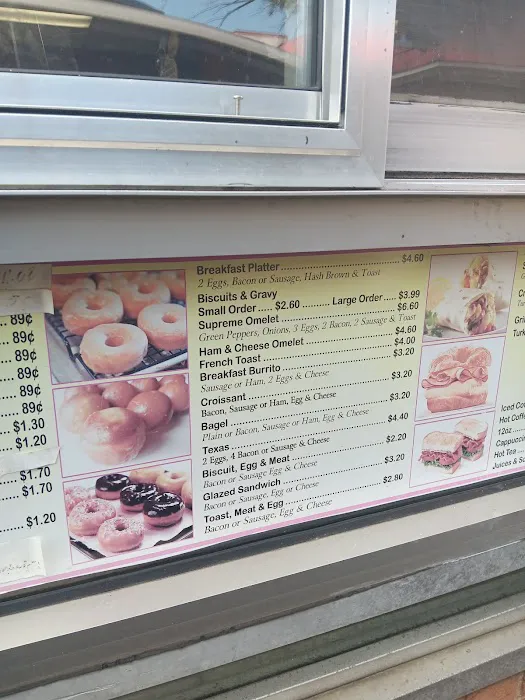 89¢
89¢
89¢
89¢
89¢
89¢
$1.30
$1.20
$1.70
$1.70
$1.20
Breakfast Platter $4.60
2 Eggs, Bacon or Sausage, Hash Brown & Toast
Biscuits & Gravy
Small Order $2.60 Large Order $3.99
Supreme Omelet $6.60
Green Peppers, Onions, 3 Eggs, 2 Bacon, 2 Sausage & Toast
Ham & Cheese Omelet $4.60
French Toast $4.00
Breakfast Burrito $3.20
Sausage or Ham, 2 Eggs & Cheese
Croissant $3.20
Bacon, Sausage or Ham, Egg & Cheese
Bagel $3.20
Plain or Bacon, Sausage or Ham, Egg & Cheese
Texas $4.40
2 Eggs, 4 Bacon or Sausage & Cheese
Biscuit, Egg & Meat $2.20
Bacon or Sausage Egg & Cheese
Glazed Sandwich $3.20
Bacon or Sausage, Egg or Cheese
Toast, Meat & Egg $2.80
Bacon or Sausage, Egg & Cheese
Iced Co
Hot Coffe
12oz
Cappucc
Hot Tea
Juices & S